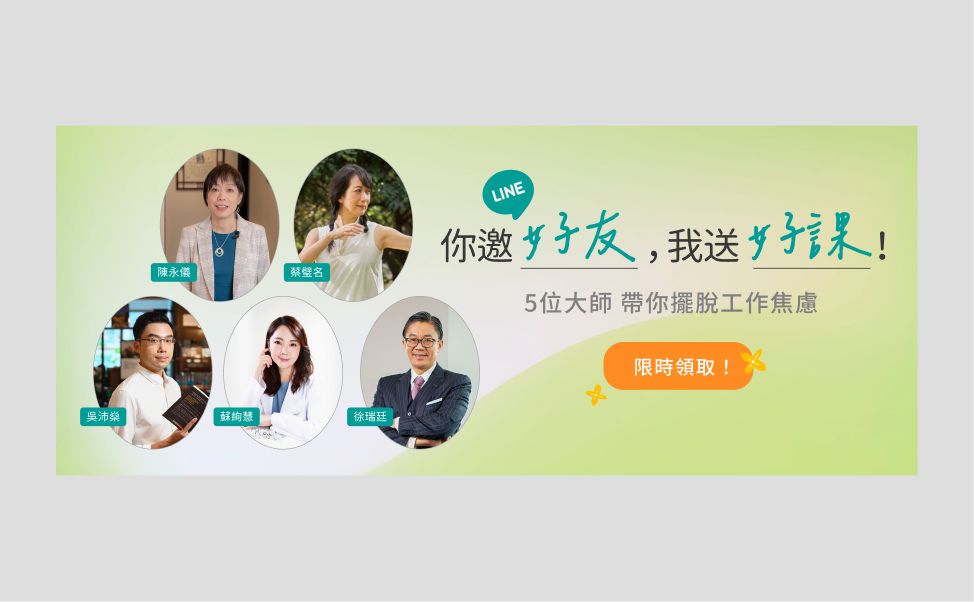 陳永儀
蔡璧名
吳沛燊
蘇絢慧
徐瑞廷
LINE
你邀好友，我送好課！
5位大師 帶你擺脫工作焦慮
限時領取！